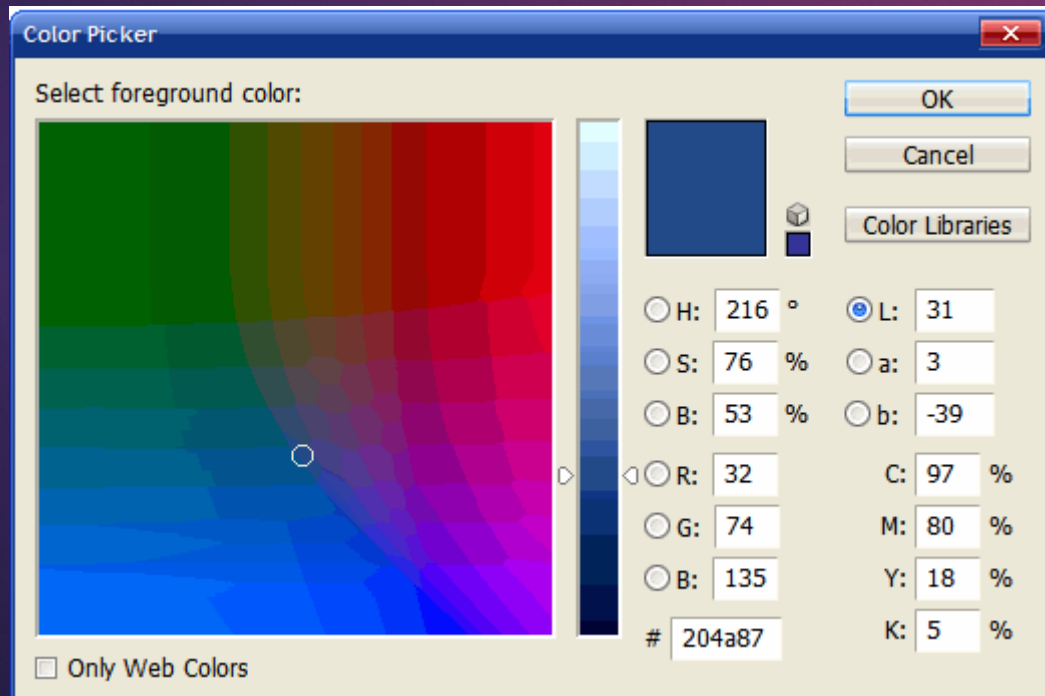 Color Picker
Select foreground color:
OK
Cancel
Color Libraries
H: 216 ° L: 31
S: 76 % a: 3
B: 53 % b: -39
R: 32 C: 97 %
G: 74 M: 80 %
B: 135 Y: 18 %
# 204a87 K: 5 %
Only Web Colors